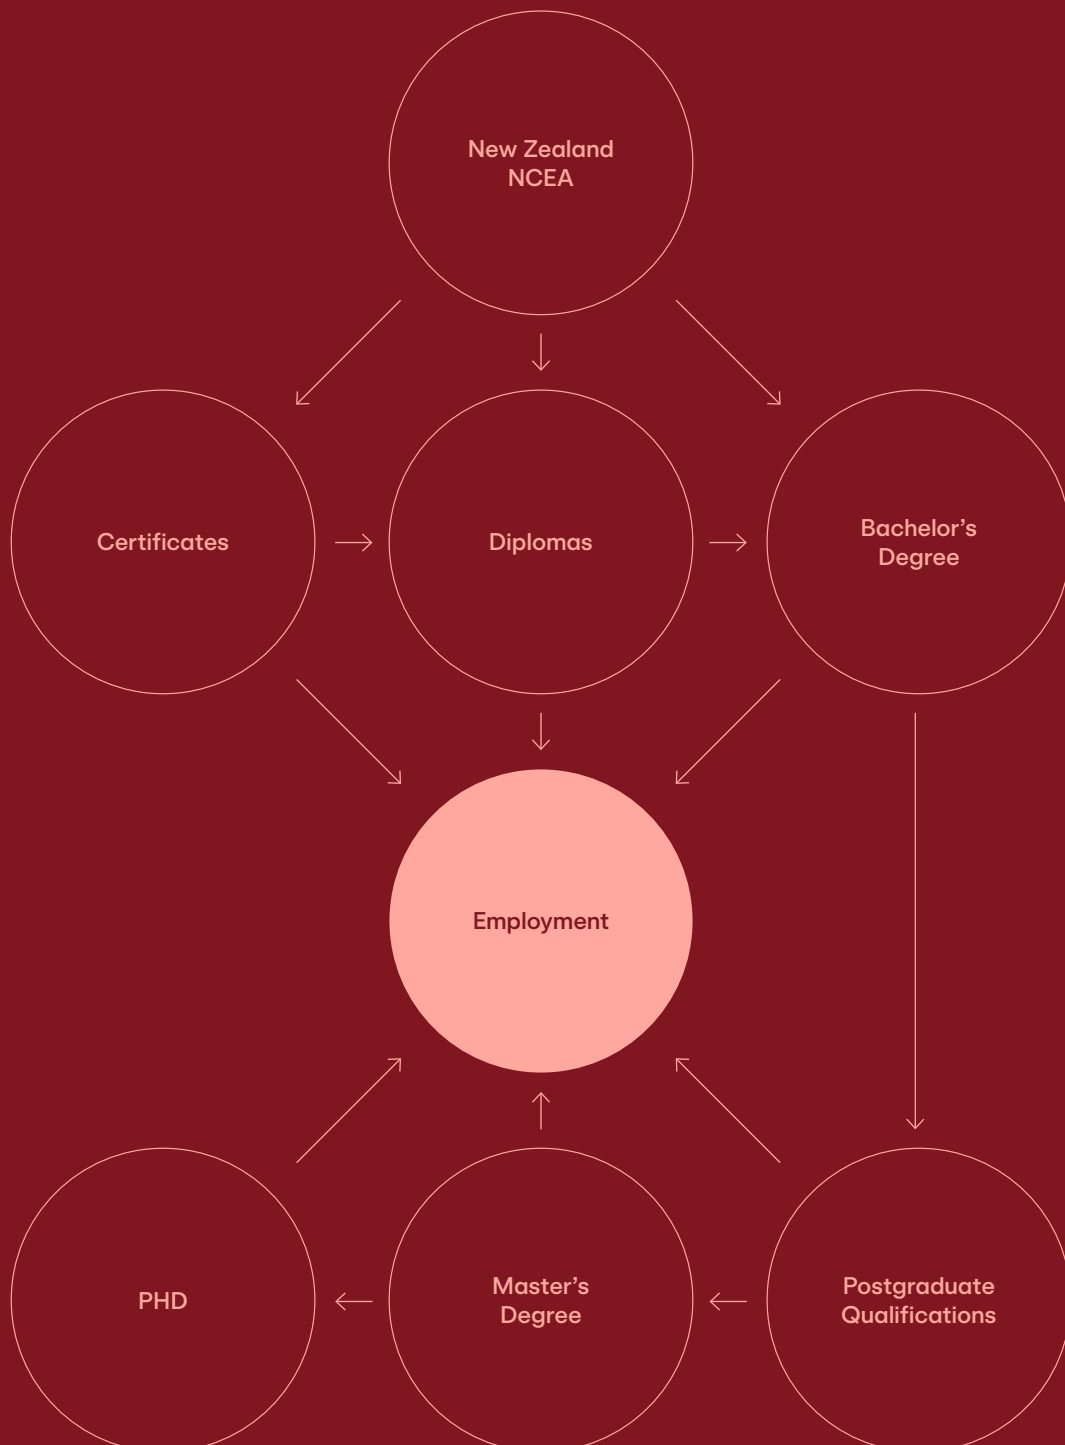 New Zealand
NCEA
Certificates
Diplomas
Bachelor’s
Degree
Employment
PHD
Master’s
Degree
Postgraduate
Qualifications